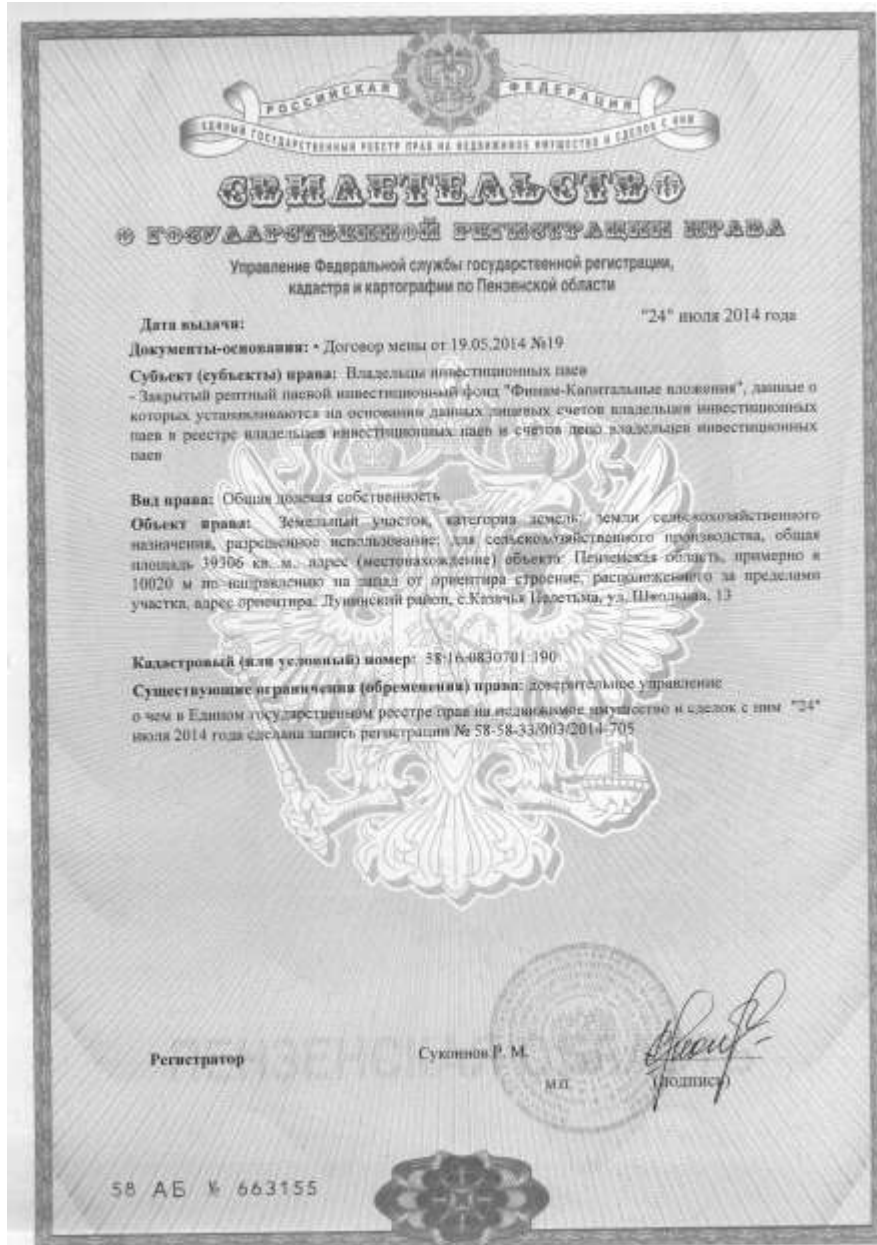 РОССИЙСКАЯ ФЕДЕРАЦИЯ
ЕДИНЫЙ ГОСУДАРСТВЕННЫЙ РЕЕСТР ПРАВ НА НЕДВИЖИМОЕ ИМУЩЕСТВО И СДЕЛОК С НИМ
СВИДЕТЕЛЬСТВО
О ГОСУДАРСТВЕННОЙ РЕГИСТРАЦИИ ПРАВА
Управление Федеральной службы государственной регистрации,
кадастра и картографии по Пензенской области
Дата выдачи: "24" июля 2014 года
Документы-основания: • Договор мены от 19.05.2014 №19
Субъект (субъекты) права: Владельцы инвестиционных паев
- Закрытый рентный паевой инвестиционный фонд "Финам-Капитальные вложения", данные о
которых устанавливаются на основании данных лицевых счетов владельцев инвестиционных
паев в реестре владельцев инвестиционных паев и счетов депо владельцев инвестиционных
паев
Вид права: Общая долевая собственность
Объект права: Земельный участок, категория земель: земли сельскохозяйственного
назначения, разрешенное использование: для сельскохозяйственного производства, общая
площадь 39306 кв. м., адрес (местонахождение) объекта: Пензенская область, примерно в
10020 м по направлению на запад от ориентира строение, расположенного за пределами
участка, адрес ориентира: Лунинский район, с.Казачья Пелетьма, ул. Школьная, 13
Кадастровый (или условный) номер: 58:16:0830701:190
Существующие ограничения (обременения) права: доверительное управление
о чем в Едином государственном реестре прав на недвижимое имущество и сделок с ним "24"
июля 2014 года сделана запись регистрации № 58-58-33/003/2014-705
Регистратор Суконнов Р. М.
м.п. (подпись)
58 АБ № 663155